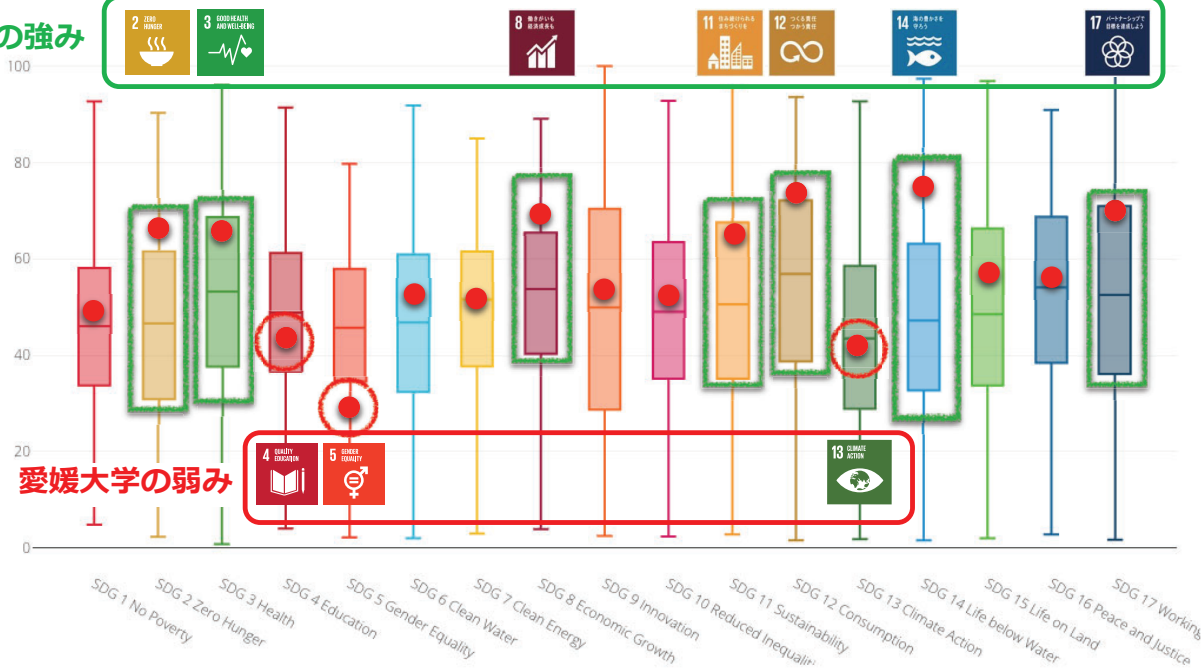 の強み
2 ZERO
HUNGER
3 GOOD HEALTH
AND WELL-BEING
8 働きがいも
経済成長も
11 住み続けられる
まちづくりを
12 つくる責任
つかう責任
14 海の豊かさを
守ろう
17 パートナーシップで
目標を達成しよう
100
80
60
40
20
0
愛媛大学の弱み
4 QUALITY
EDUCATION
5 GENDER
EQUALITY
13 CLIMATE
ACTION
SDG 1 No Poverty
SDG 2 Zero Hunger
SDG 3 Health
SDG 4 Education
SDG 5 Gender Equality
SDG 6 Clean Water
SDG 7 Clean Energy
SDG 8 Economic Growth
SDG 9 Innovation
SDG 10 Reduced
SDG 11 Sustainability
SDG 12 Consumption
SDG 13 Climate Action
SDG 14 Life below Water
SDG 15 Life on Land
SDG 16 Peace and Justice
SDG 17 Working